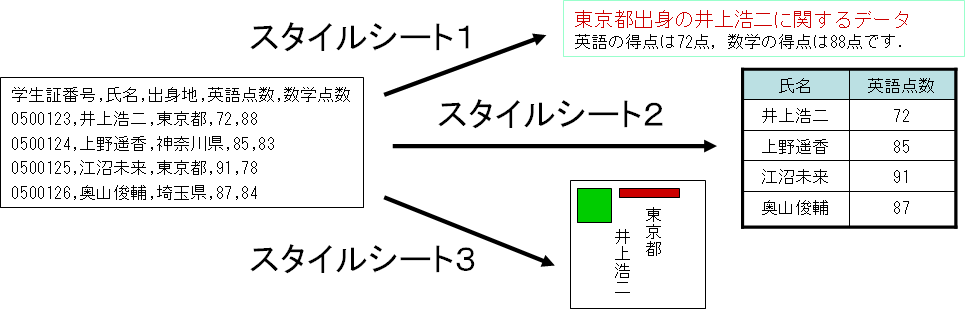 スタイルシート1
東京都出身の井上浩二に関するデータ
英語の得点は72点，数学の得点は88点です．
学生証番号,氏名,出身地,英語点数,数学点数
0500123,井上浩二,東京都,72,88
0500124,上野遥香,神奈川県,85,83
0500125,江沼未来,東京都,91,78
0500126,奥山俊輔,埼玉県,87,84
スタイルシート2
氏名 英語点数
井上浩二 72
上野遥香 85
江沼未来 91
奥山俊輔 87
スタイルシート3
東京都
井上浩二